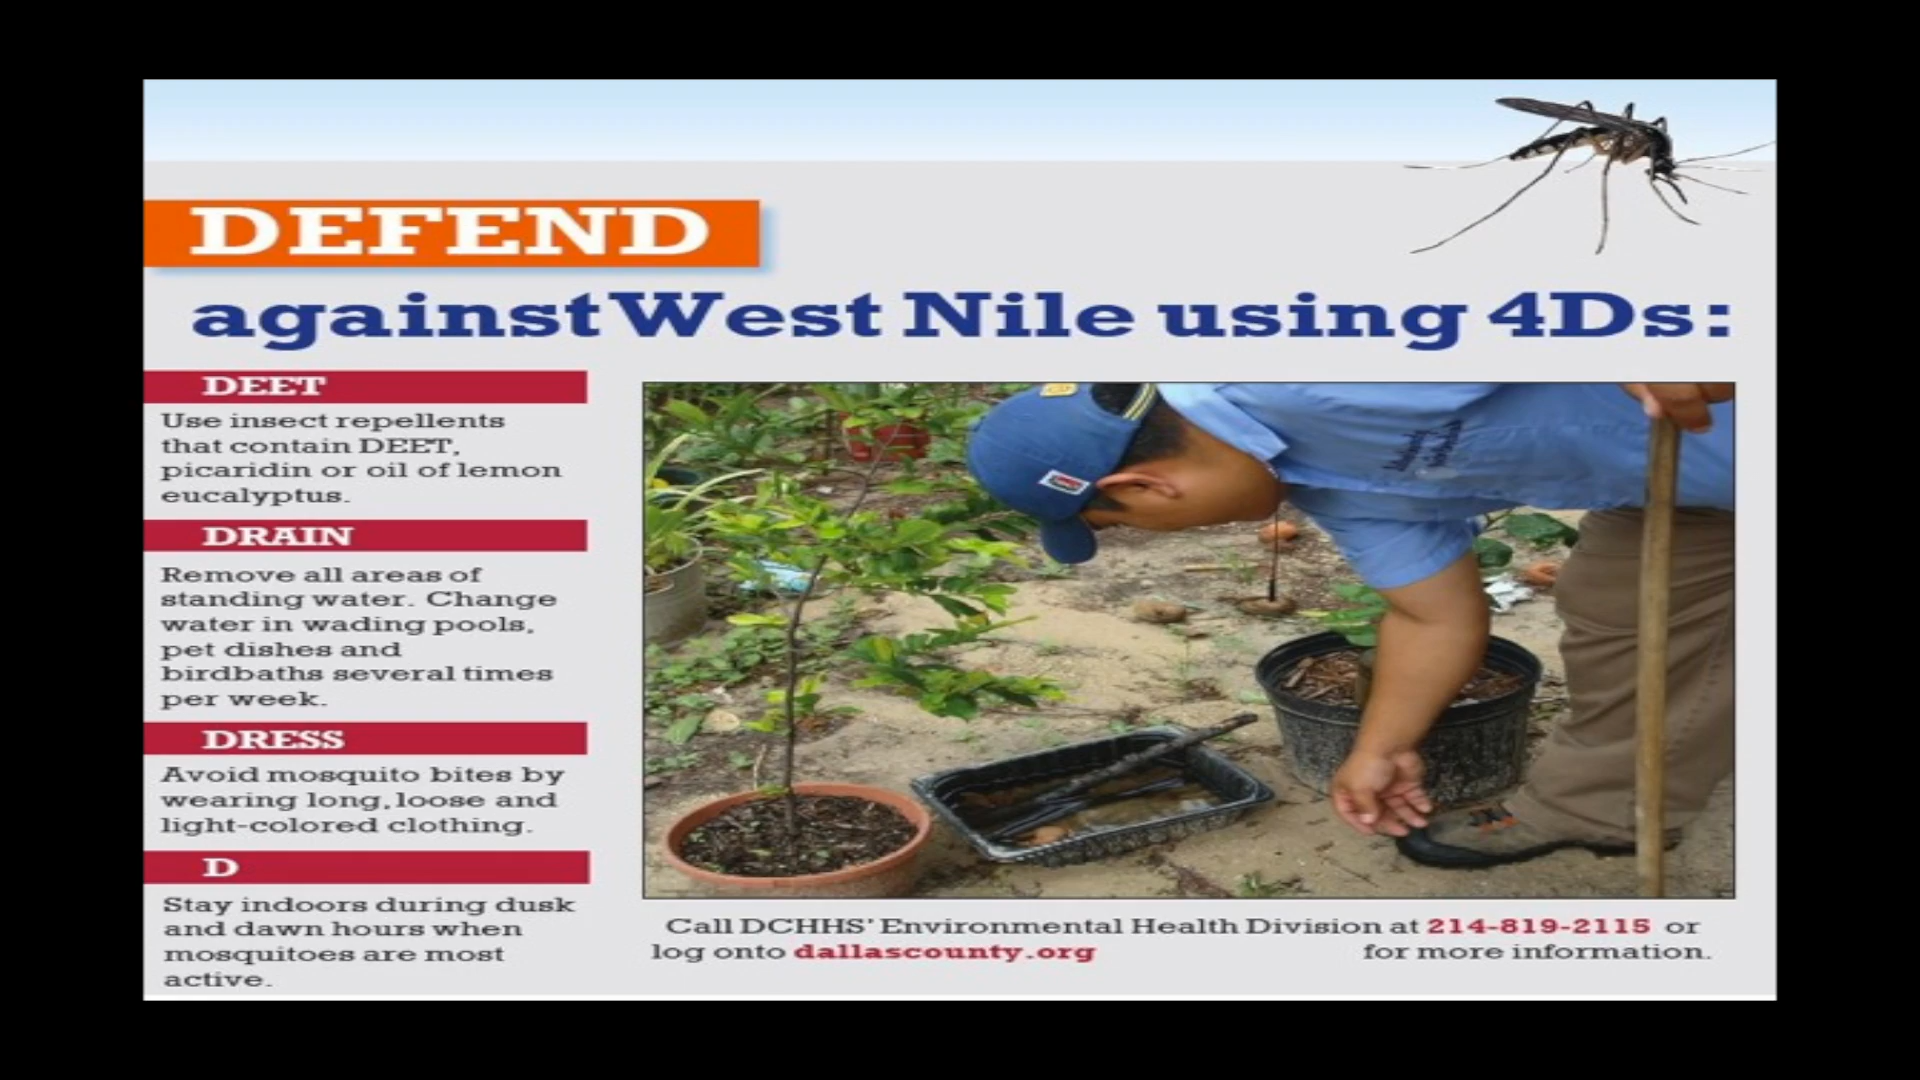 DEFEND
against West Nile using 4Ds:
DEET
Use insect repellents
that contain DEET,
picaridin or oil of lemon
eucalyptus.
DRAIN
Remove all areas of
standing water. Change
water in wading pools,
pet dishes and
birdbaths several times
per week.
DRESS
Avoid mosquito bites by
wearing long, loose and
light-colored clothing.
D
Stay indoors during dusk
and dawn hours when
mosquitoes are most
active.
Call DCHHS' Environmental Health Division at 214-819-2115 or
log onto dallascounty.org for more information.